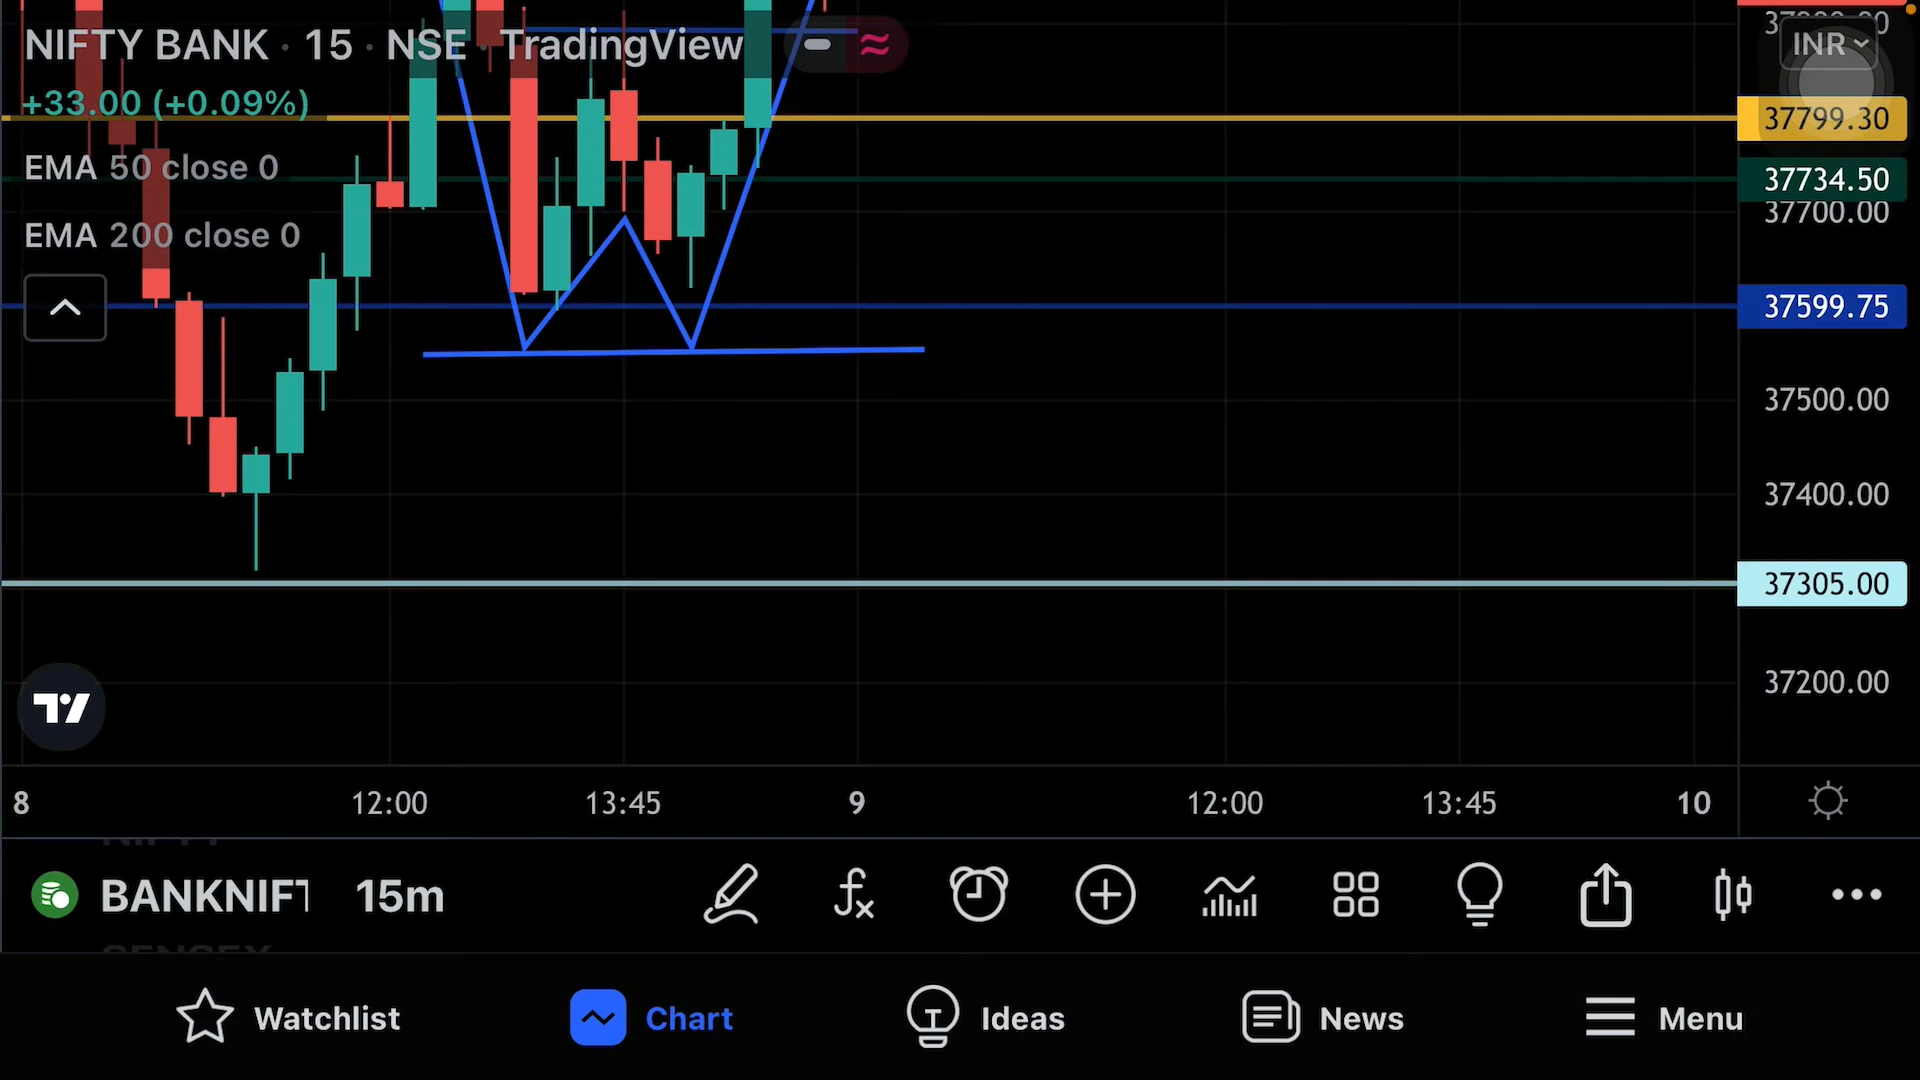 NIFTY BANK · 15 · NSE · TradingView
+33.00 (+0.09%)
EMA 50 close 0
EMA 200 close 0
INR
37799.30
37734.50
37700.00
37599.75
37500.00
37400.00
37305.00
37200.00
8 12:00 13:45 9 12:00 13:45 10
BANKNIFT 15m
Watchlist Chart Ideas News Menu